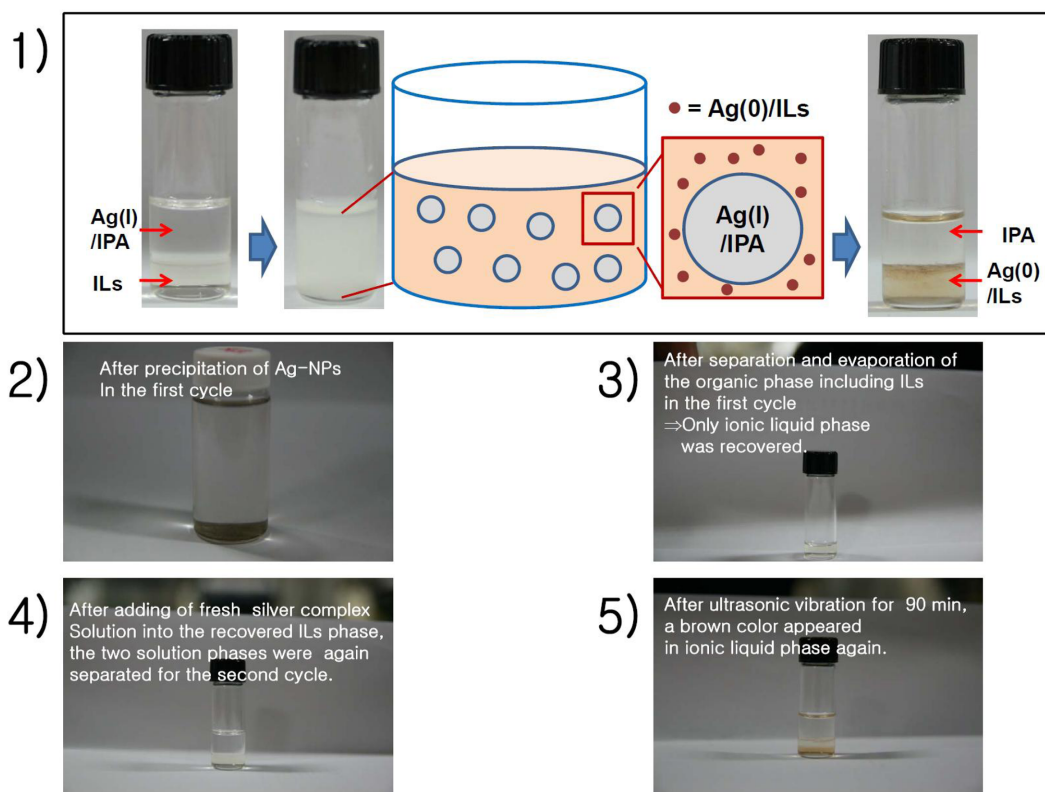 1)
Ag(I)
/IPA
ILs
= Ag(0)/ILs
Ag(I)
/IPA
IPA
Ag(0)
/ILs
2)
After precipitation of Ag-NPs
In the first cycle
3)
After separation and evaporation of
the organic phase including ILs
in the first cycle
⇒Only ionic liquid phase
was recovered.
4)
After adding of fresh silver complex
Solution into the recovered ILs phase,
the two solution phases were again
separated for the second cycle.
5)
After ultrasonic vibration for 90 min,
a brown color appeared
in ionic liquid phase again.